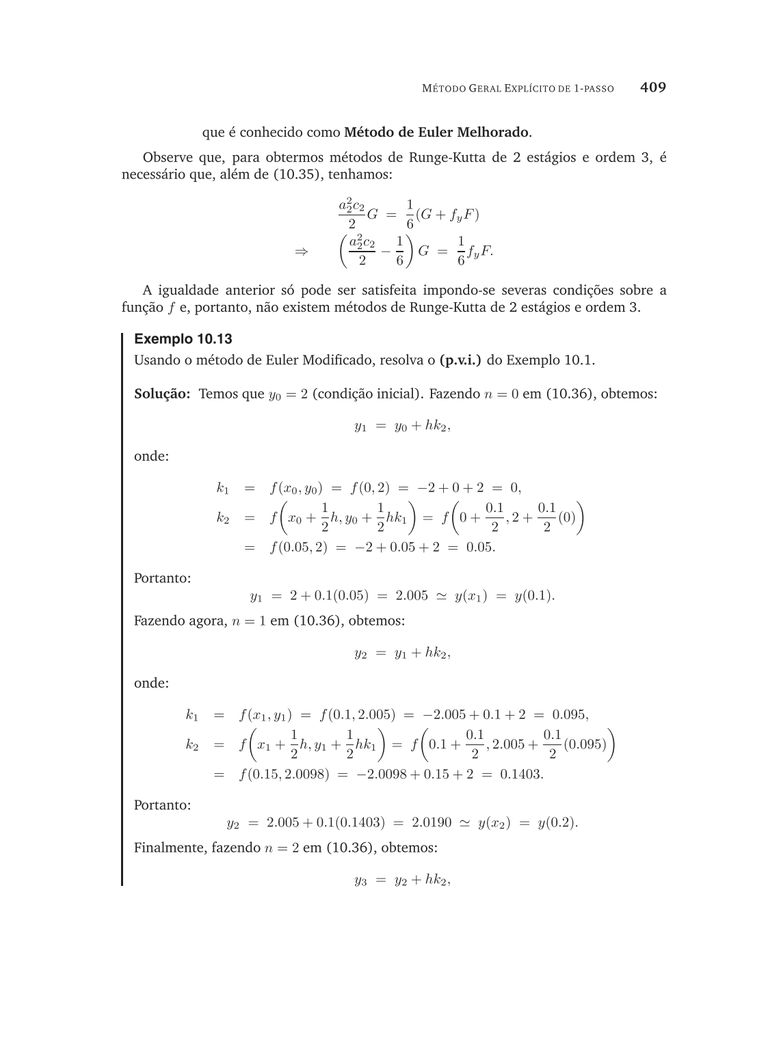 MÉTODO GERAL EXPLÍCITO DE 1-PASSO 409
que é conhecido como Método de Euler Melhorado.
Observe que, para obtermos métodos de Runge-Kutta de 2 estágios e ordem 3, é
necessário que, além de (10.35), tenhamos:
\frac{a_2^2 c_2}{2} G = \frac{1}{6}(G + f_y F)
⇒ \left( \frac{a_2^2 c_2}{2} - \frac{1}{6} \right) G = \frac{1}{6} f_y F.
A igualdade anterior só pode ser satisfeita impondo-se severas condições sobre a
função f e, portanto, não existem métodos de Runge-Kutta de 2 estágios e ordem 3.
Exemplo 10.13
Usando o método de Euler Modificado, resolva o (p.v.i.) do Exemplo 10.1.
Solução: Temos que y_0 = 2 (condição inicial). Fazendo n = 0 em (10.36), obtemos:
y_1 = y_0 + hk_2,
onde:
k_1 = f(x_0, y_0) = f(0, 2) = −2 + 0 + 2 = 0,
k_2 = f\left( x_0 + \frac{1}{2}h, y_0 + \frac{1}{2}hk_1 \right) = f\left( 0 + \frac{0.1}{2}, 2 + \frac{0.1}{2}(0) \right)
= f(0.05, 2) = −2 + 0.05 + 2 = 0.05.
Portanto:
y_1 = 2 + 0.1(0.05) = 2.005 ≃ y(x_1) = y(0.1).
Fazendo agora, n = 1 em (10.36), obtemos:
y_2 = y_1 + hk_2,
onde:
k_1 = f(x_1, y_1) = f(0.1, 2.005) = −2.005 + 0.1 + 2 = 0.095,
k_2 = f\left( x_1 + \frac{1}{2}h, y_1 + \frac{1}{2}hk_1 \right) = f\left( 0.1 + \frac{0.1}{2}, 2.005 + \frac{0.1}{2}(0.095) \right)
= f(0.15, 2.0098) = −2.0098 + 0.15 + 2 = 0.1403.
Portanto:
y_2 = 2.005 + 0.1(0.1403) = 2.0190 ≃ y(x_2) = y(0.2).
Finalmente, fazendo n = 2 em (10.36), obtemos:
y_3 = y_2 + hk_2,